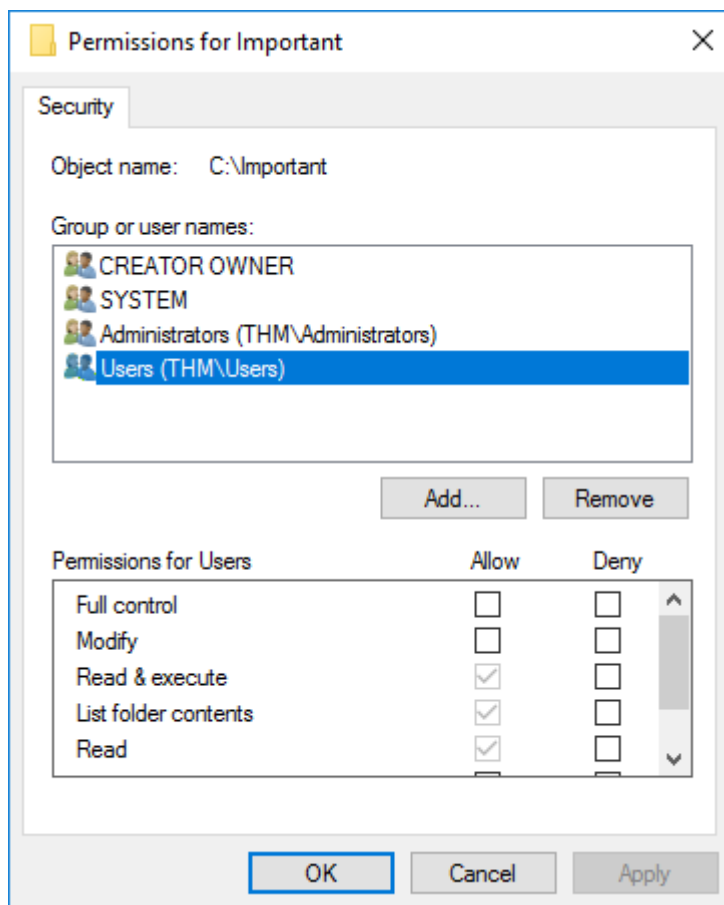 Permissions for Important
Security
Object name: C:\Important
Group or user names:
CREATOR OWNER
SYSTEM
Administrators (THM\Administrators)
Users (THM\Users)
Add...
Remove
Permissions for Users Allow Deny
Full control
Modify
Read & execute
List folder contents
Read
OK
Cancel
Apply